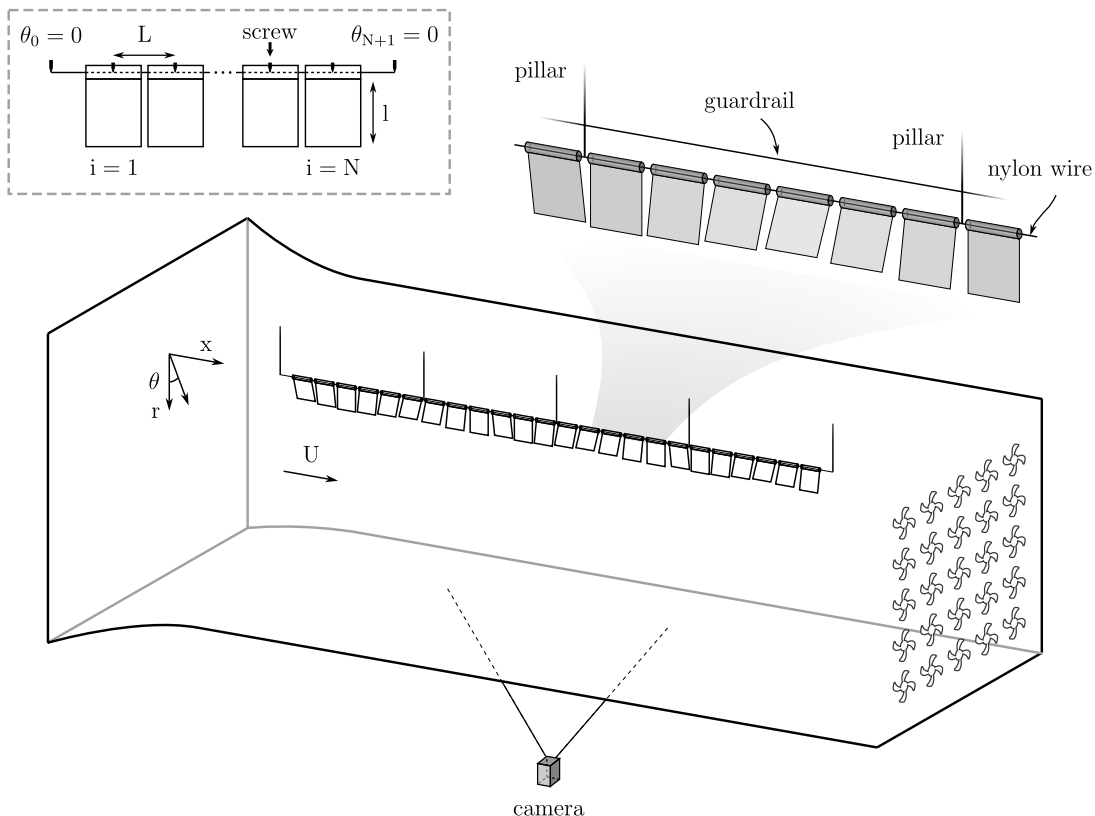 θ₀ = 0
L
screw
θ_{N+1} = 0
l
i = 1
i = N
pillar
guardrail
pillar
nylon wire
x
θ
r
U
camera